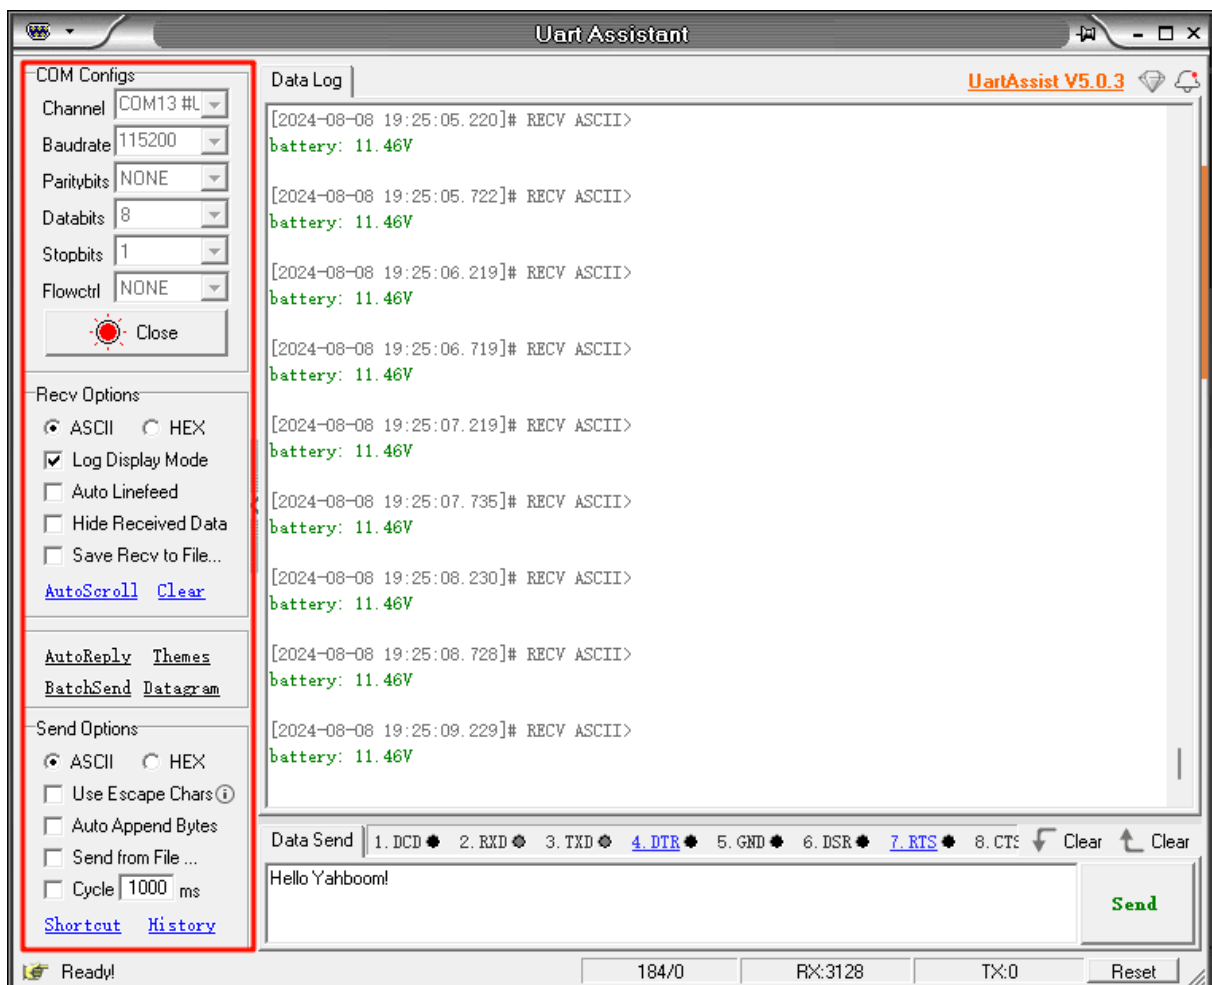 Uart Assistant
COM Configs
Channel COM13 #U
Baudrate 115200
Paritybits NONE
Databits 8
Stopbits 1
Flowctrl NONE
Close
Recv Options
ASCII HEX
Log Display Mode
Auto Linefeed
Hide Received Data
Save Recv to File...
AutoScroll Clear
AutoReply Themes
BatchSend Datagram
Send Options
ASCII HEX
Use Escape Chars
Auto Append Bytes
Send from File ...
Cycle 1000 ms
Shortcut History
Data Log
UartAssist V5.0.3
[2024-08-08 19:25:05.220]# RECV ASCII>
battery: 11.46V
[2024-08-08 19:25:05.722]# RECV ASCII>
battery: 11.46V
[2024-08-08 19:25:06.219]# RECV ASCII>
battery: 11.46V
[2024-08-08 19:25:06.719]# RECV ASCII>
battery: 11.46V
[2024-08-08 19:25:07.219]# RECV ASCII>
battery: 11.46V
[2024-08-08 19:25:07.735]# RECV ASCII>
battery: 11.46V
[2024-08-08 19:25:08.230]# RECV ASCII>
battery: 11.46V
[2024-08-08 19:25:08.728]# RECV ASCII>
battery: 11.46V
[2024-08-08 19:25:09.229]# RECV ASCII>
battery: 11.46V
Data Send 1. DCD 2. RXD 3. TXD 4. DTR 5. GND 6. DSR 7. RTS 8. CTS Clear Clear
Hello Yahboom!
Send
Ready! 184/0 RX:3128 TX:0 Reset